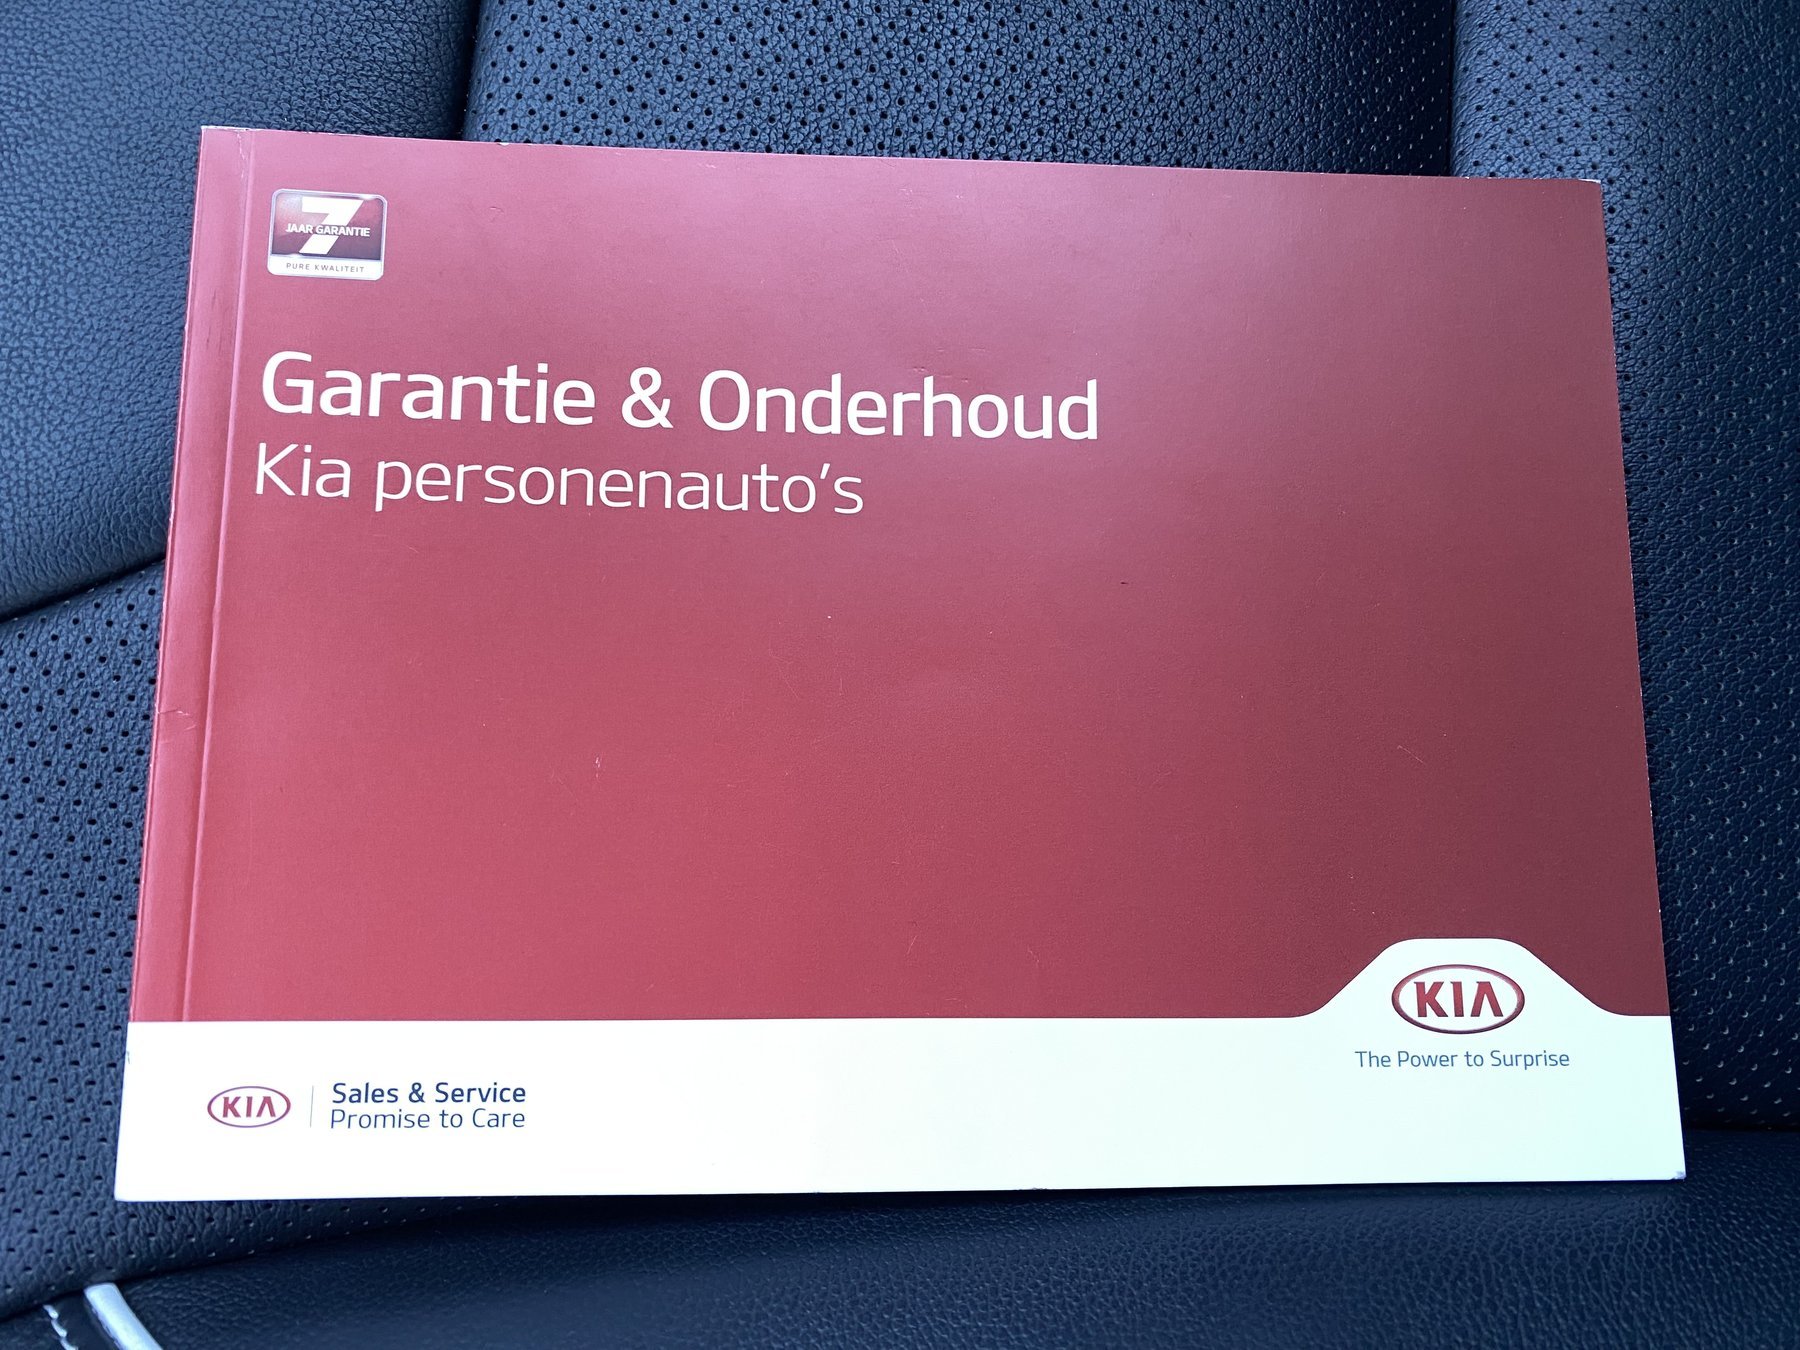 7
JAAR GARANTIE
PURE KWALITEIT
Garantie & Onderhoud
Kia personenauto's
KIA
The Power to Surprise
KIA
Sales & Service
Promise to Care